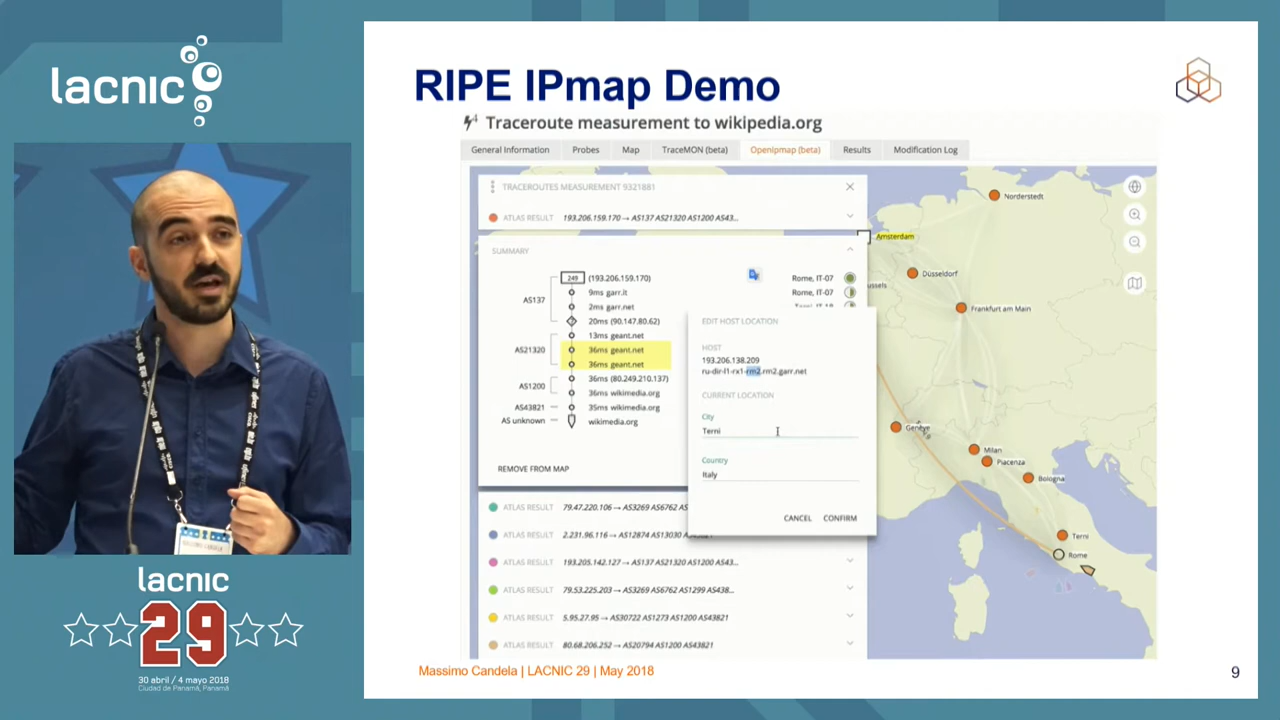 lacnic
lacnic
29
30 abril / 4 mayo 2018
Ciudad de Panamá, Panamá
RIPE IPmap Demo
Traceroute measurement to wikipedia.org
General Information Probes Map TraceMON (beta) OpenIpmap (beta) Results Modification Log
TRACEROUTES MEASUREMENT 9321881
ATLAS RESULT 193.206.159.170 → AS137 AS21320 AS1200 AS43...
SUMMARY
249 (193.206.159.170) Rome, IT-07
9ms garr.it Rome, IT-07
AS137
2ms garr.net
20ms (90.147.80.62)
13ms geant.net
AS21320 36ms geant.net
36ms geant.net
36ms (80.249.210.137)
AS1200
36ms wikimedia.org
AS43821 35ms wikimedia.org
AS unknown wikimedia.org
REMOVE FROM MAP
EDIT HOST LOCATION
HOST
193.206.138.209
ru-dir-l1-rx1-rm2.rm2.garr.net
CURRENT LOCATION
City
Terni
Country
Italy
CANCEL CONFIRM
ATLAS RESULT 79.47.220.106 → AS3269 AS6762 AS
ATLAS RESULT 2.231.96.116 → AS12874 AS13030
ATLAS RESULT 193.205.142.127 → AS137 AS21320 AS1200 AS43...
ATLAS RESULT 79.53.225.203 → AS3269 AS6762 AS1299 AS438...
ATLAS RESULT 5.95.27.95 → AS30722 AS1273 AS1200 AS43821
ATLAS RESULT 80.68.206.252 → AS20794 AS1200 AS43821
Norderstedt
Amsterdam
Düsseldorf
ussels
Frankfurt am Main
Genève
Milan
Piacenza
Bologna
Terni
Rome
Massimo Candela | LACNIC 29 | May 2018
9